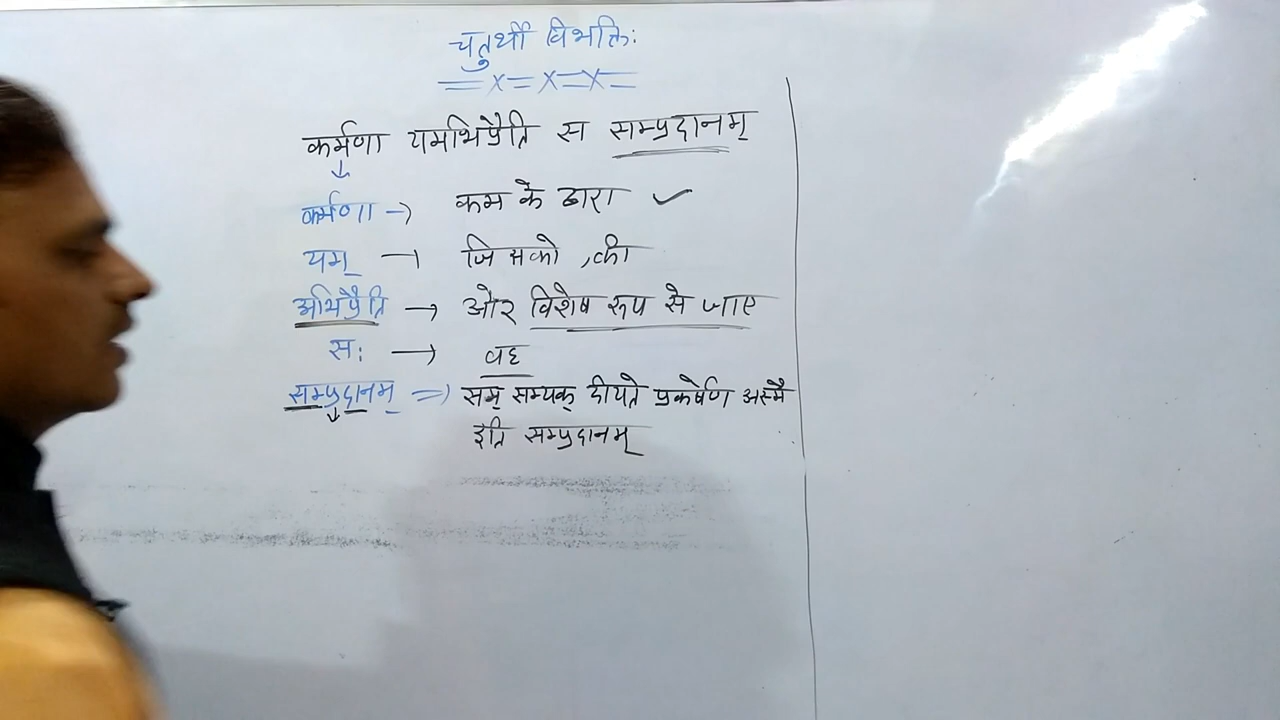 चतुर्थी विभक्ति:
=x=x=x=
कर्मणा यमभिप्रैति स सम्प्रदानम्
कर्मणा → कर्म के द्वारा ✓
यम् → जिसको ,की
अभिप्रैति → और विशेष रूप से जाए
सः → वह
सम्प्रदानम् ⇒ सम् सम्यक् दीयते प्रकर्षेण अस्मै
इति सम्प्रदानम्